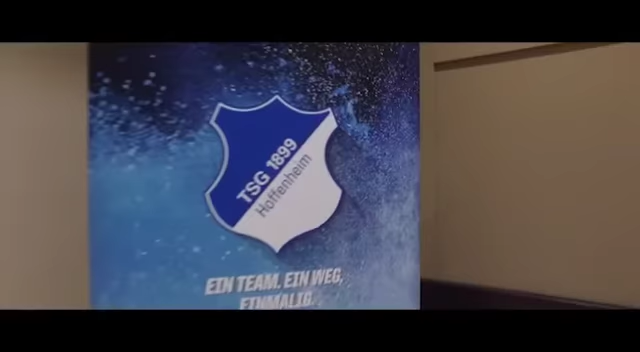 TSG 1899
Hoffenheim
EIN TEAM. EIN WEG,
EINMALIG.